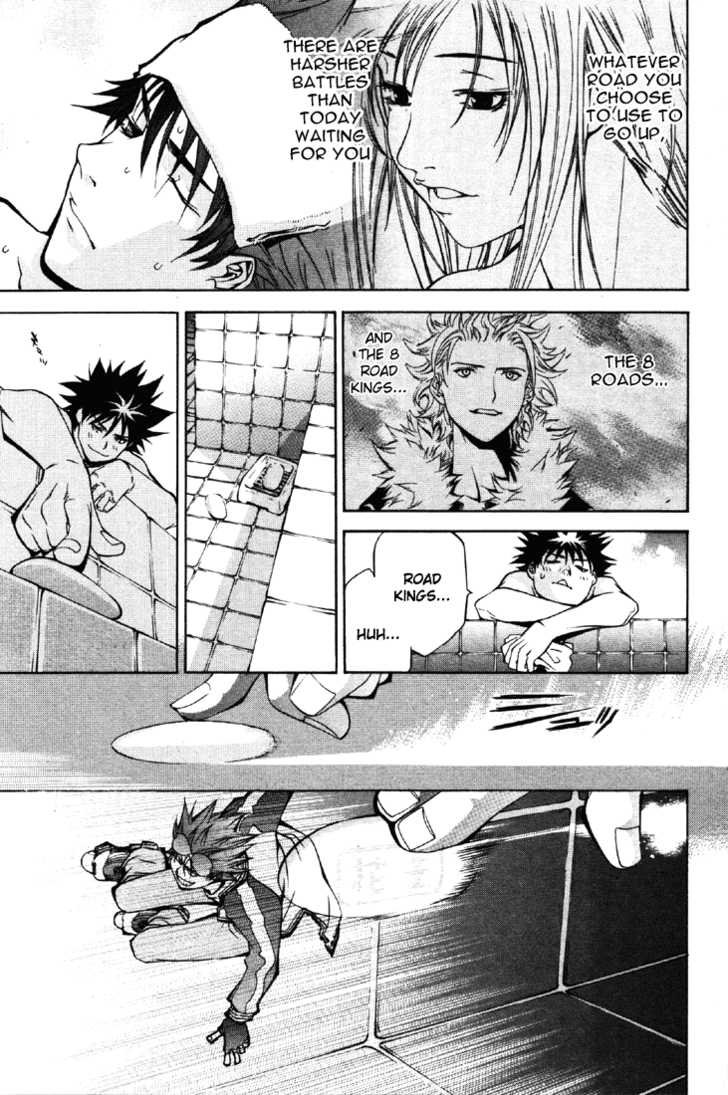 WHATEVER
ROAD YOU
CHOOSE
TO USE TO
GO UP,
THERE ARE
HARSHER
BATTLES
THAN
TODAY
WAITING
FOR YOU
THE 8
ROADS...
AND
THE 8
ROAD
KINGS...
ROAD
KINGS...
HUH...